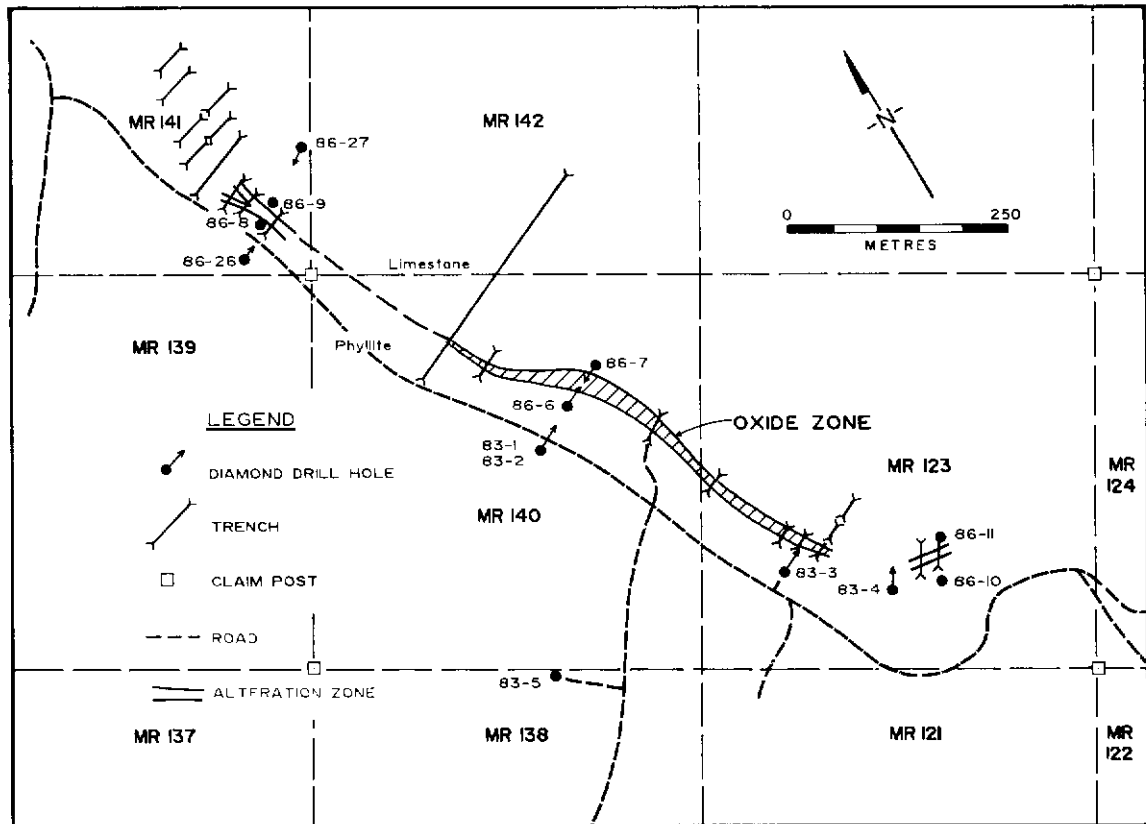 MR 141
MR 142
86-27
86-9
86-8
86-26
-N-
0 250
METRES
Limestone
Phyllite
MR 139
86-7
86-6
83-1
83-2
OXIDE ZONE
MR 123
MR
124
MR 140
86-11
83-3
83-4
86-10
LEGEND
DIAMOND DRILL HOLE
TRENCH
CLAIM POST
ROAD
ALTERATION ZONE
83-5
MR 137
MR 138
MR 121
MR
122